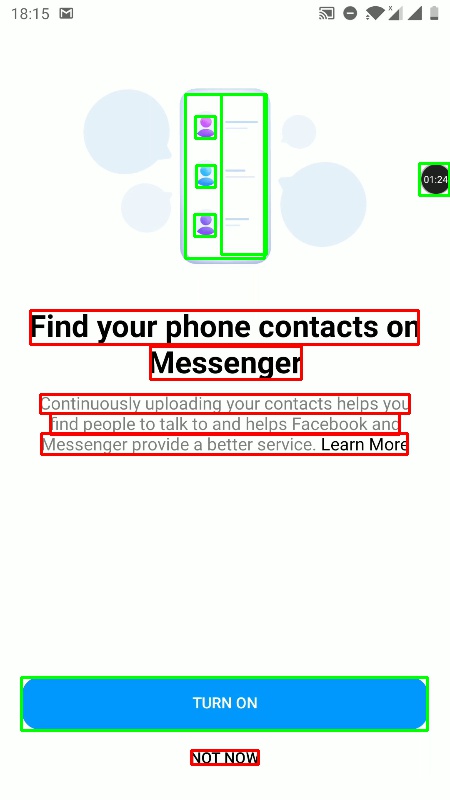 18:15
01:24
Find your phone contacts on
Messenger
Continuously uploading your contacts helps you
find people to talk to and helps Facebook and
Messenger provide a better service. Learn More
TURN ON
NOT NOW